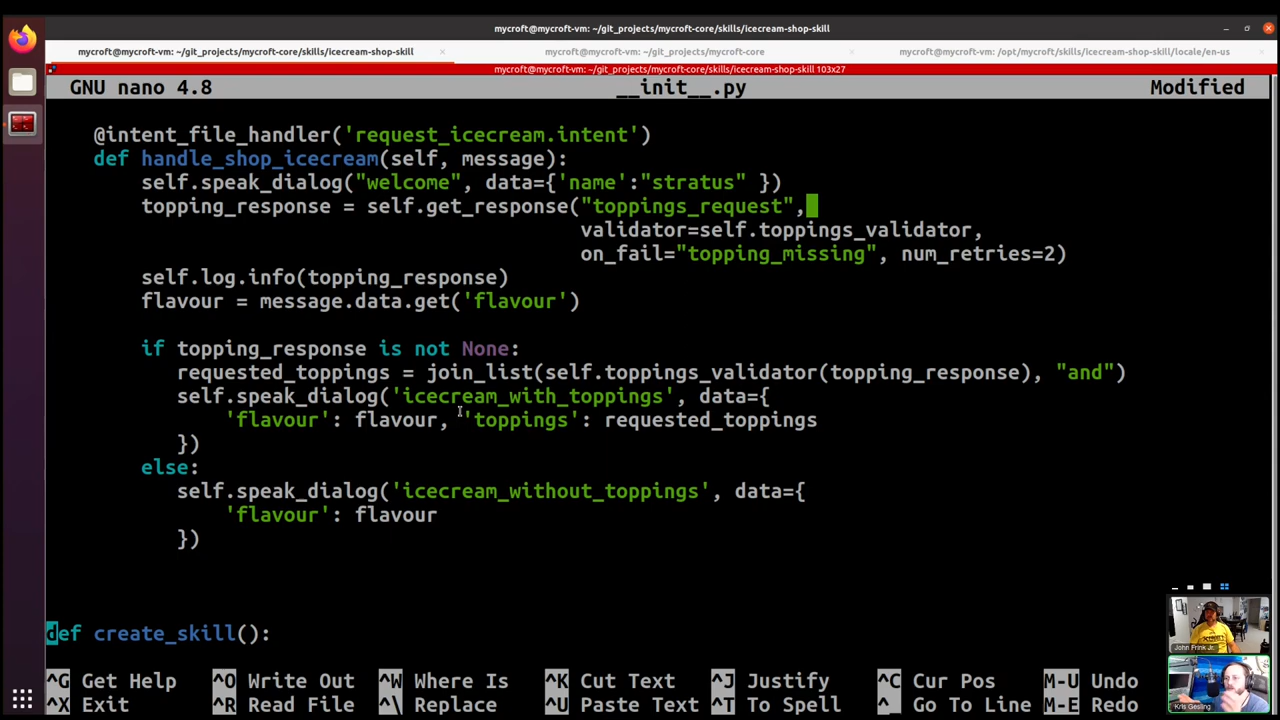 mycroft@mycroft-vm: ~/git_projects/mycroft-core/skills/icecream-shop-skill
mycroft@mycroft-vm: ~/git_projects/mycroft-core/skills/icecream-shop-skill × mycroft@mycroft-vm: ~/git_projects/mycroft-core × mycroft@mycroft-vm: /opt/mycroft/skills/icecream-shop-skill/locale/en-us ×
mycroft@mycroft-vm: ~/git_projects/mycroft-core/skills/icecream-shop-skill 103x27
GNU nano 4.8 __init__.py Modified
@intent_file_handler('request_icecream.intent')
def handle_shop_icecream(self, message):
self.speak_dialog("welcome", data={'name':"stratus" })
topping_response = self.get_response("toppings_request",
validator=self.toppings_validator,
on_fail="topping_missing", num_retries=2)
self.log.info(topping_response)
flavour = message.data.get('flavour')
if topping_response is not None:
requested_toppings = join_list(self.toppings_validator(topping_response), "and")
self.speak_dialog('icecream_with_toppings', data={
'flavour': flavour, 'toppings': requested_toppings
})
else:
self.speak_dialog('icecream_without_toppings', data={
'flavour': flavour
})
def create_skill():
^G Get Help ^O Write Out ^W Where Is ^K Cut Text ^J Justify ^C Cur Pos M-U Undo
^X Exit ^R Read File ^\ Replace ^U Paste Text ^T To Spell ^_ Go To Line M-E Redo
John Frink Jr.
Kris Gesling